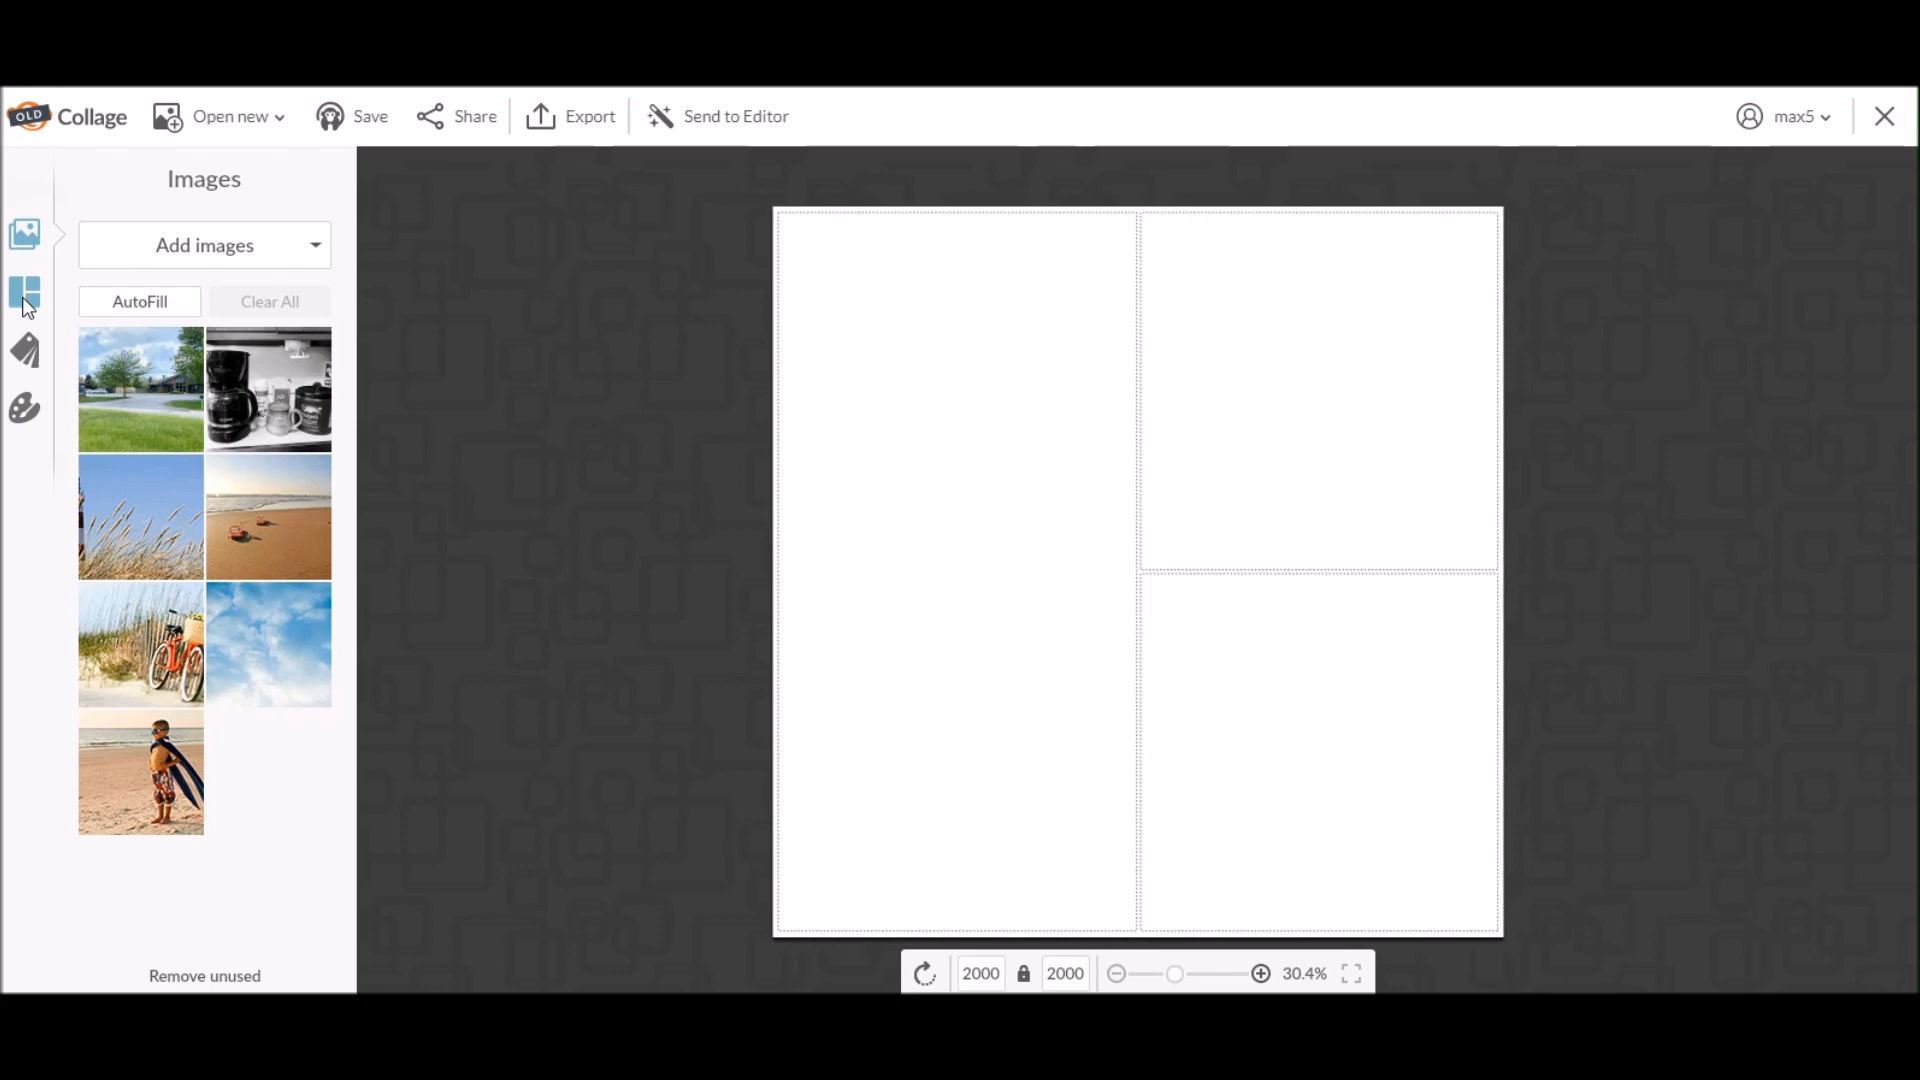 OLD Collage Open new Save Share Export Send to Editor max5
Images
Add images
AutoFill Clear All
Remove unused
2000 2000 30.4%